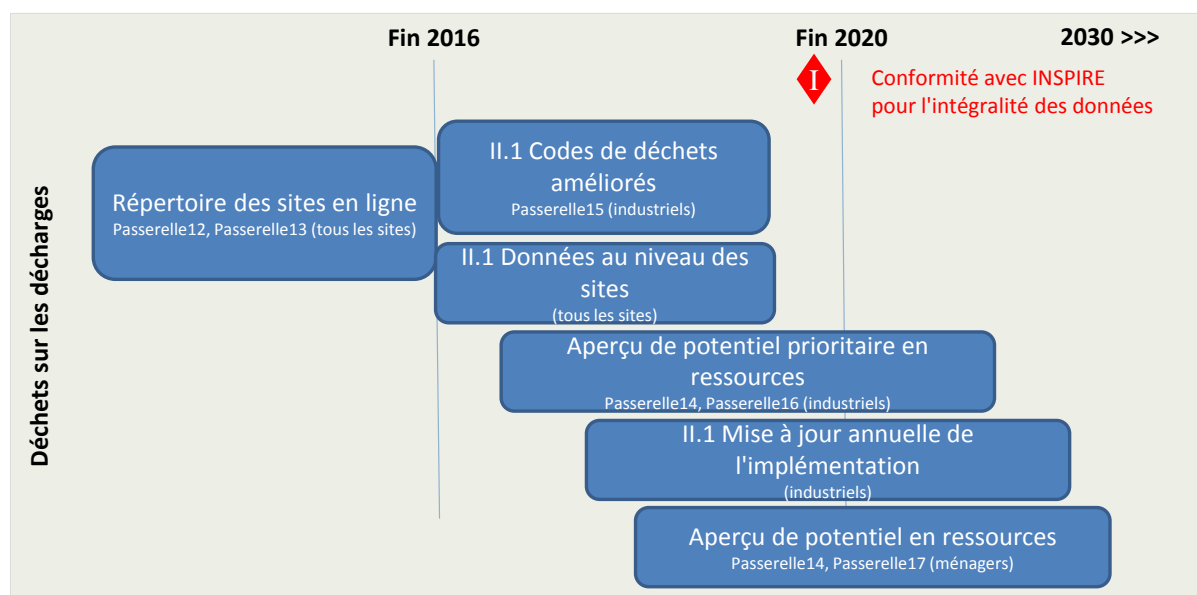 Fin 2016
Fin 2020
2030 >>>
I
Conformité avec INSPIRE
pour l'intégralité des données
Déchets sur les décharges
Répertoire des sites en ligne
Passerelle12, Passerelle13 (tous les sites)
II.1 Codes de déchets
améliorés
Passerelle15 (industriels)
II.1 Données au niveau des
sites
(tous les sites)
Aperçu de potentiel prioritaire en
ressources
Passerelle14, Passerelle16 (industriels)
II.1 Mise à jour annuelle de
l'implémentation
(industriels)
Aperçu de potentiel en ressources
Passerelle14, Passerelle17 (ménagers)